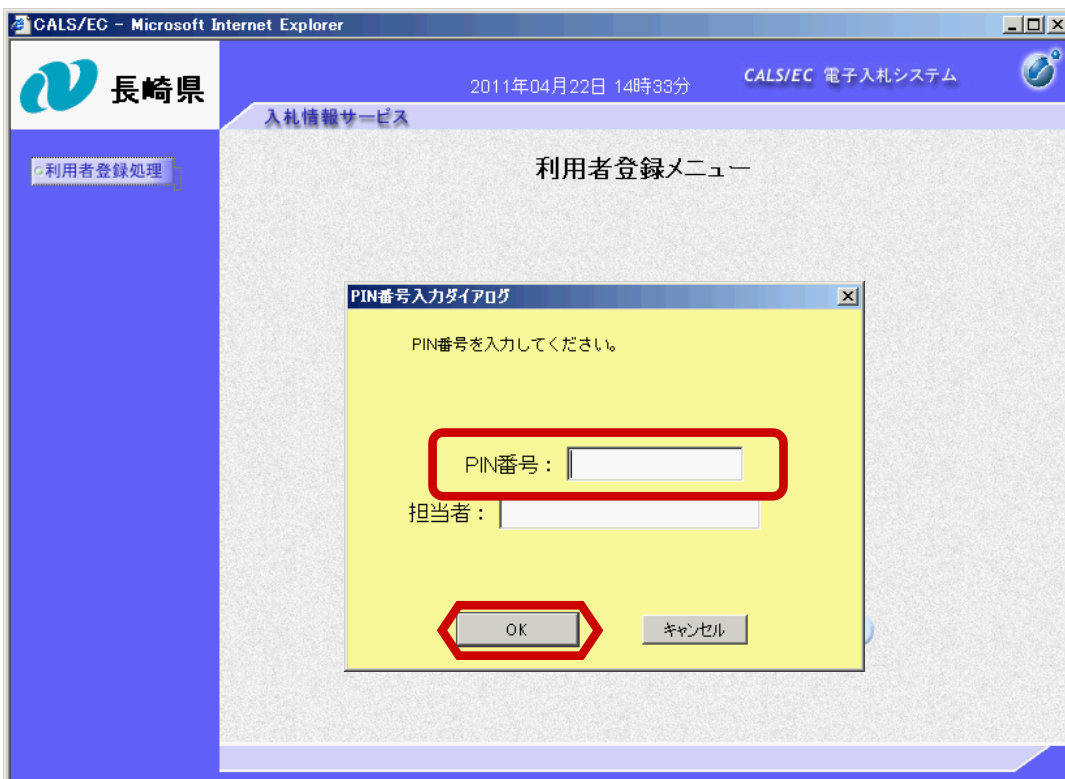 CALS/EC - Microsoft Internet Explorer
長崎県
2011年04月22日 14時33分
CALS/EC 電子入札システム
入札情報サービス
利用者登録処理
利用者登録メニュー
PIN番号入力ダイアログ
PIN番号を入力してください。
PIN番号：
担当者：
OK
キャンセル